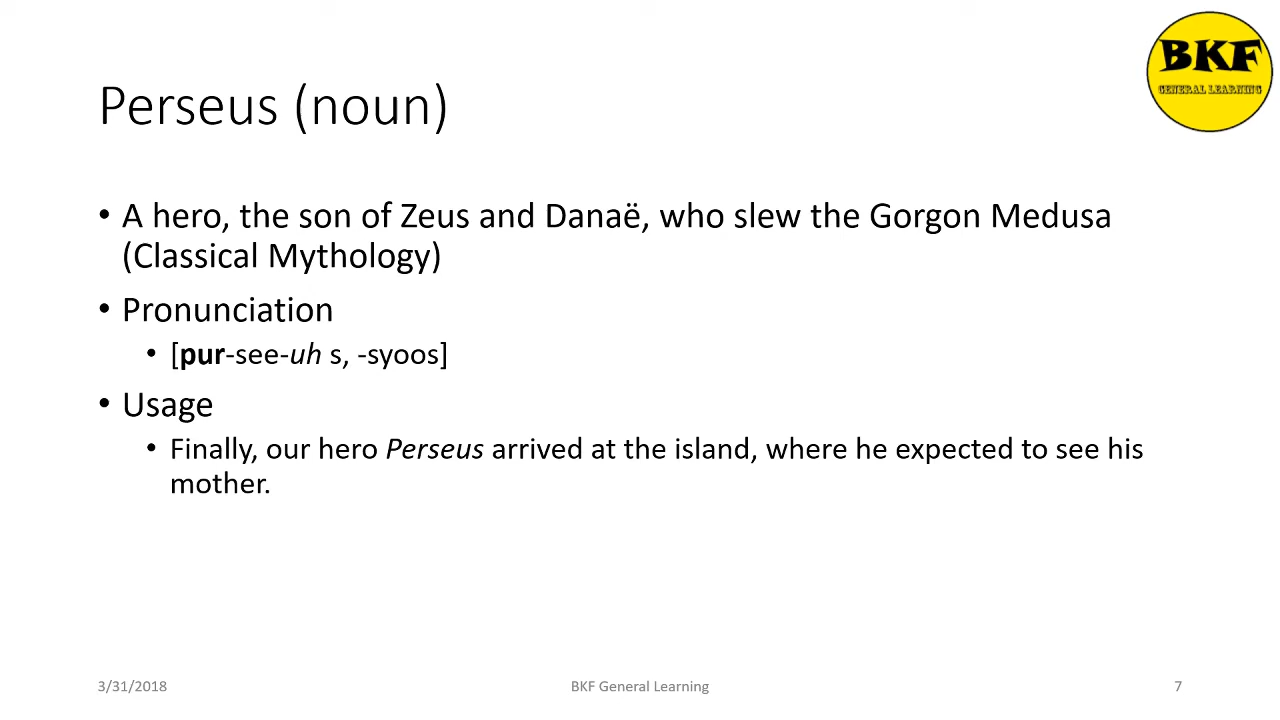 BKF
GENERAL LEARNING
Perseus (noun)
• A hero, the son of Zeus and Danaë, who slew the Gorgon Medusa
(Classical Mythology)
• Pronunciation
• [pur-see-uh s, -syoos]
• Usage
• Finally, our hero Perseus arrived at the island, where he expected to see his
mother.
3/31/2018
BKF General Learning
7